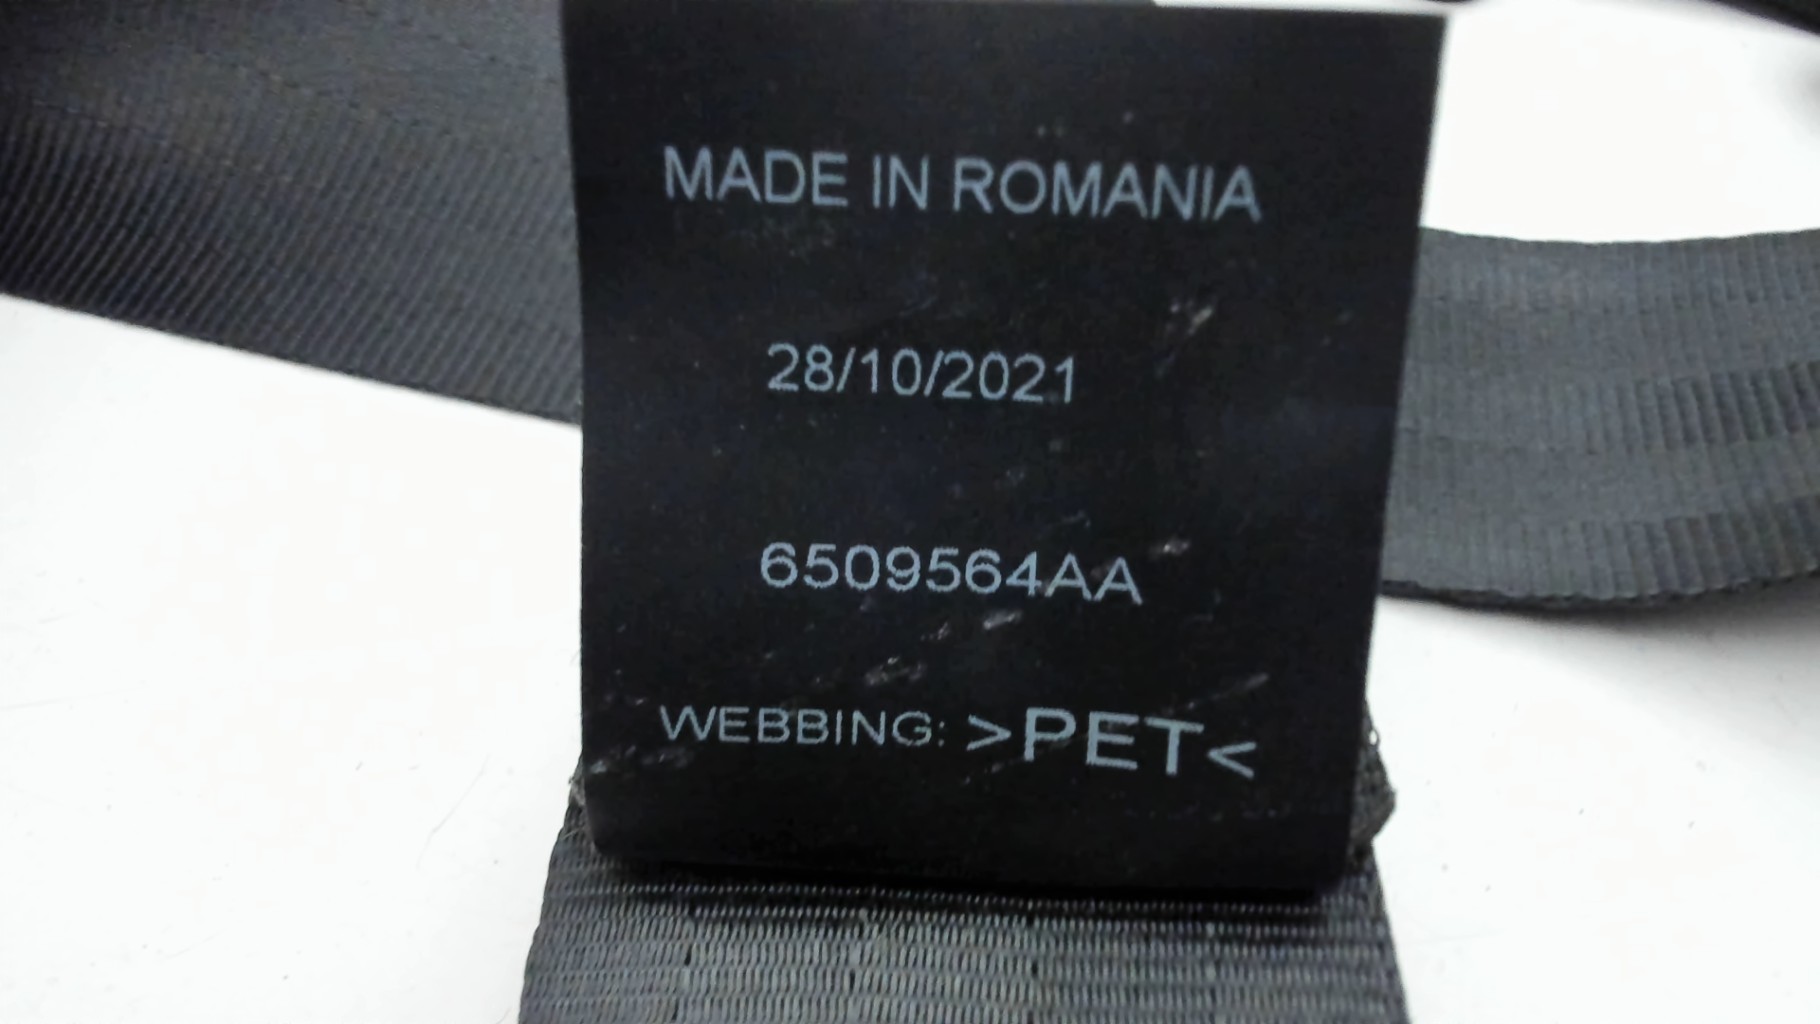 MADE IN ROMANIA
28/10/2021
6509564AA
WEBBING: >PET<